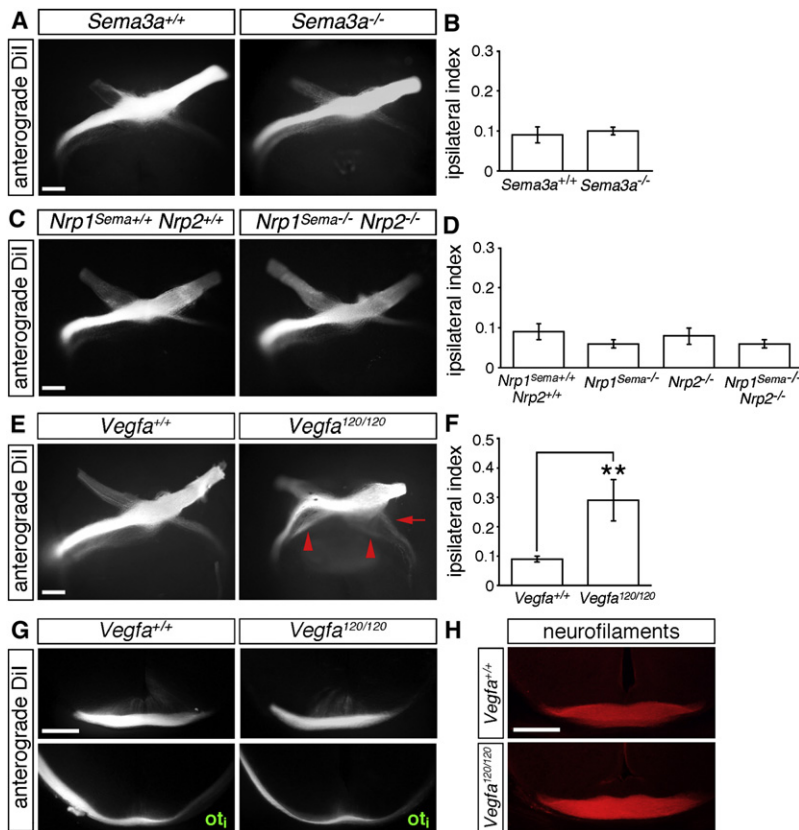 A
Sema3a+/+
Sema3a-/-
anterograde DiI
B
ipsilateral index
0.3
0.2
0.1
0
Sema3a+/+
Sema3a-/-
C
Nrp1Sema+/+ Nrp2+/+
Nrp1Sema-/- Nrp2-/-
anterograde DiI
D
ipsilateral index
0.3
0.2
0.1
0
Nrp1Sema+/+
Nrp2+/+
Nrp1Sema-/-
Nrp2-/-
Nrp1Sema-/-
Nrp2-/-
E
Vegfa+/+
Vegfa120/120
anterograde DiI
F
ipsilateral index
0.5
0.4
0.3
0.2
0.1
0
**
Vegfa+/+
Vegfa120/120
G
Vegfa+/+
Vegfa120/120
anterograde DiI
oti
oti
H
neurofilaments
Vegfa+/+
Vegfa120/120